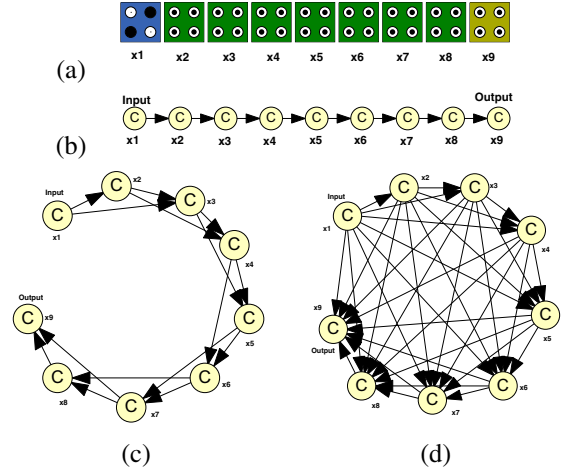 x1 x2 x3 x4 x5 x6 x7 x8 x9
(a)
Input Output
C C C C C C C C C
x1 x2 x3 x4 x5 x6 x7 x8 x9
(b)
Input
C x1
C x2
C x3
C x4
C x5
C x6
C x7
C x8
Output
C x9
(c)
Input
C x1
C x2
C x3
C x4
C x5
C x6
C x7
C x8
x9
C
Output
(d)